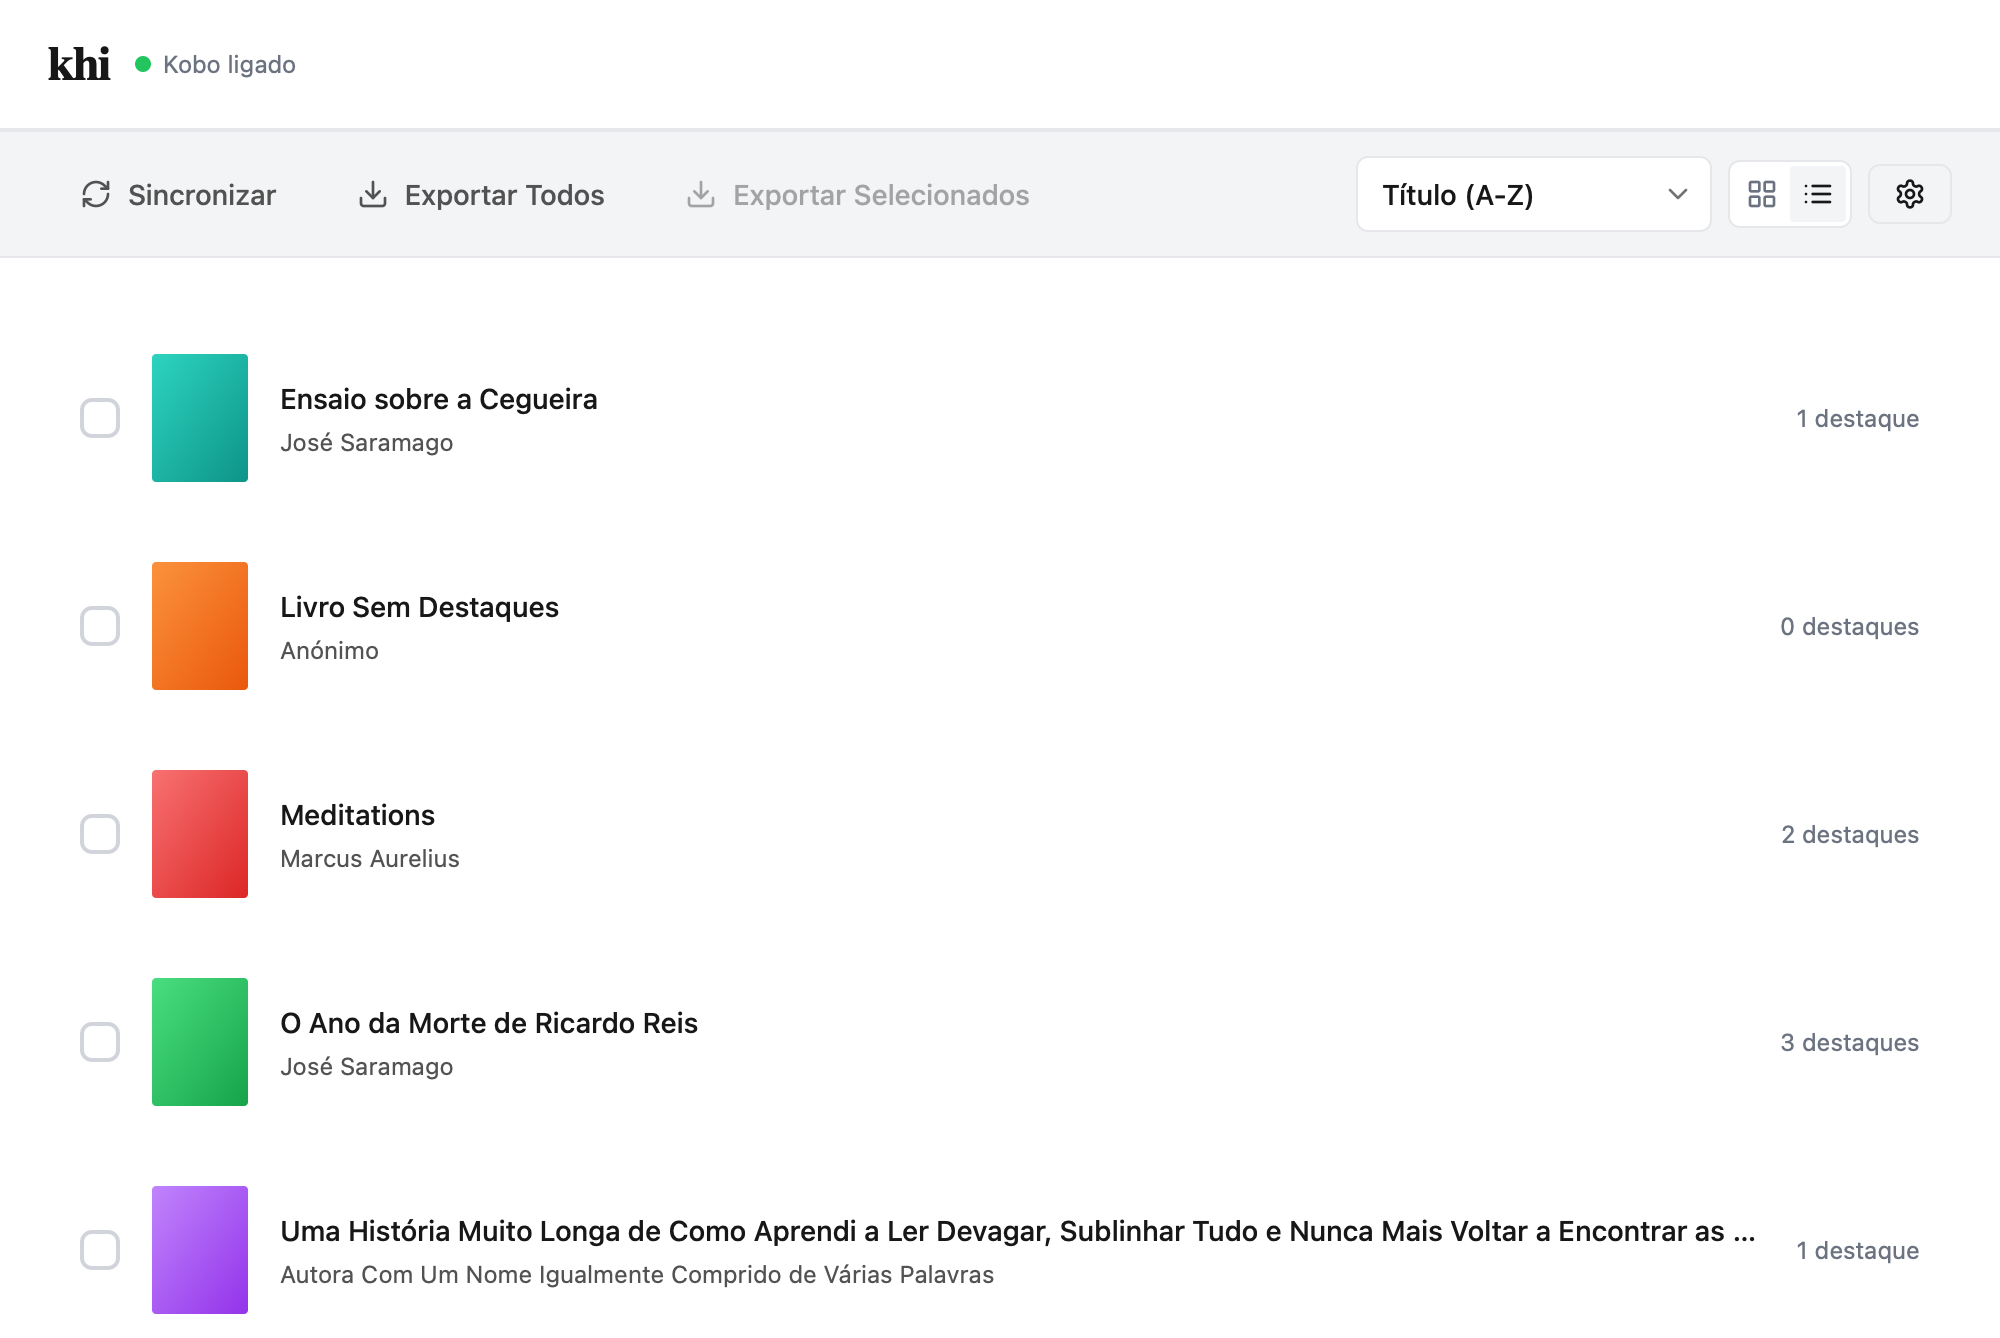 khi
Kobo ligado
Sincronizar
Exportar Todos
Exportar Selecionados
Título (A-Z)
Ensaio sobre a Cegueira
José Saramago
1 destaque
Livro Sem Destaques
Anónimo
0 destaques
Meditations
Marcus Aurelius
2 destaques
O Ano da Morte de Ricardo Reis
José Saramago
3 destaques
Uma História Muito Longa de Como Aprendi a Ler Devagar, Sublinhar Tudo e Nunca Mais Voltar a Encontrar as ...
Autora Com Um Nome Igualmente Comprido de Várias Palavras
1 destaque